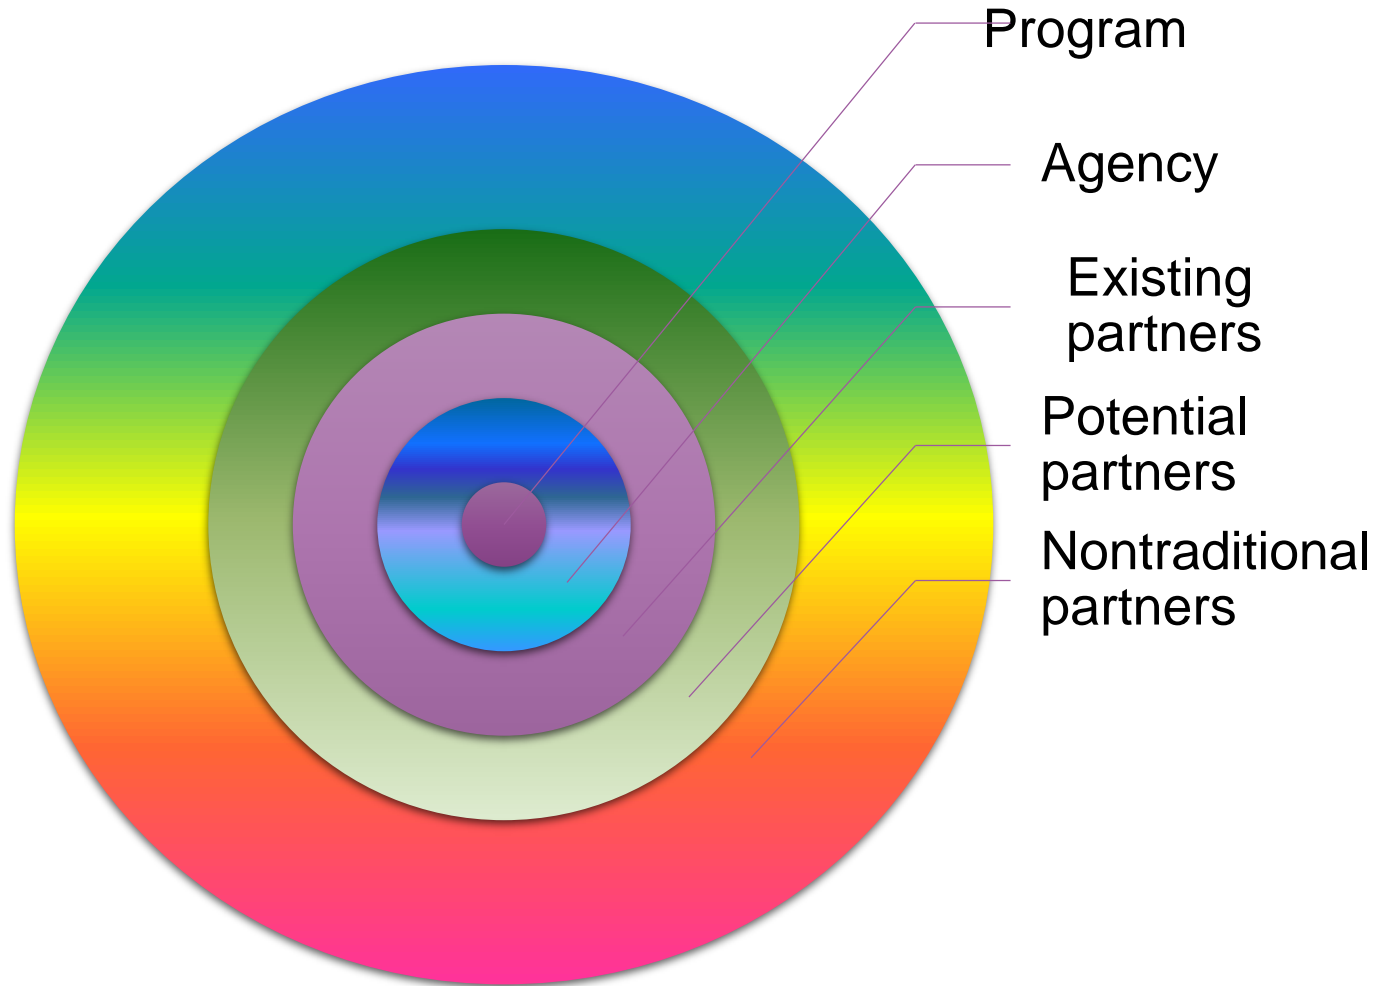 Program
Agency
Existing
partners
Potential
partners
Nontraditional
partners